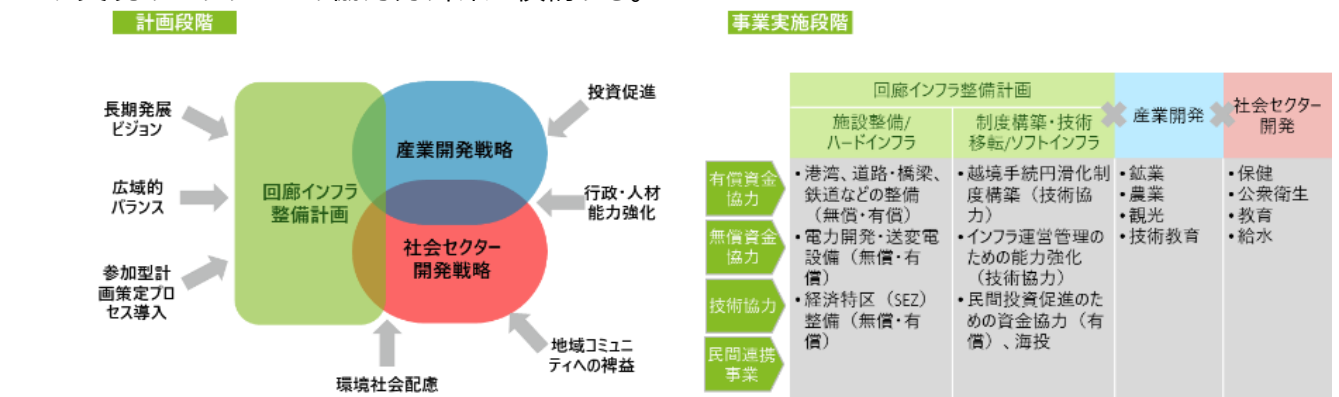 計画段階
長期発展
ビジョン
広域的
バランス
参加型計
画策定プロ
セス導入
回廊インフラ
整備計画
産業開発戦略
社会セクター
開発戦略
投資促進
行政・人材
能力強化
地域コミュニ
ティへの裨益
環境社会配慮
事業実施段階
回廊インフラ整備計画
施設整備/
ハードインフラ
制度構築・技術
移転/ソフトインフラ
産業開発
社会セクター
開発
有償資金
協力
無償資金
協力
技術協力
民間連携
事業
•港湾、道路・橋梁、
鉄道などの整備
（無償・有償）
•電力開発・送変電
設備（無償・有
償）
•経済特区（SEZ）
整備（無償・有
償）
•越境手続円滑化制
度構築（技術協
力）
•インフラ運営管理の
ための能力強化
（技術協力）
•民間投資促進のた
めの資金協力（有
償）、海投
•鉱業
•農業
•観光
•技術教育
•保健
•公衆衛生
•教育
•給水